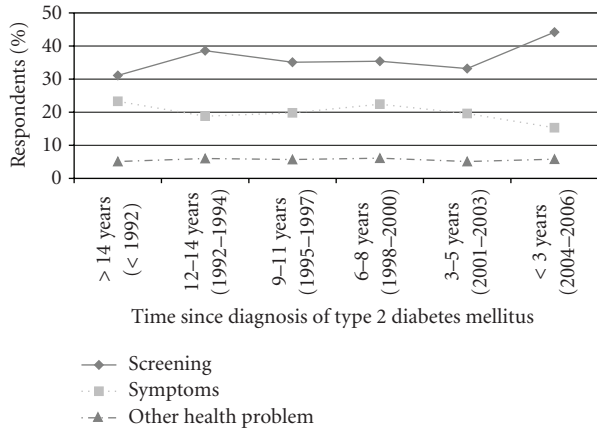 50
40
30
20
10
0
Respondents (%)
> 14 years
(< 1992)
12–14 years
(1992–1994)
9–11 years
(1995–1997)
6–8 years
(1998–2000)
3–5 years
(2001–2003)
< 3 years
(2004–2006)
Time since diagnosis of type 2 diabetes mellitus
Screening
Symptoms
Other health problem